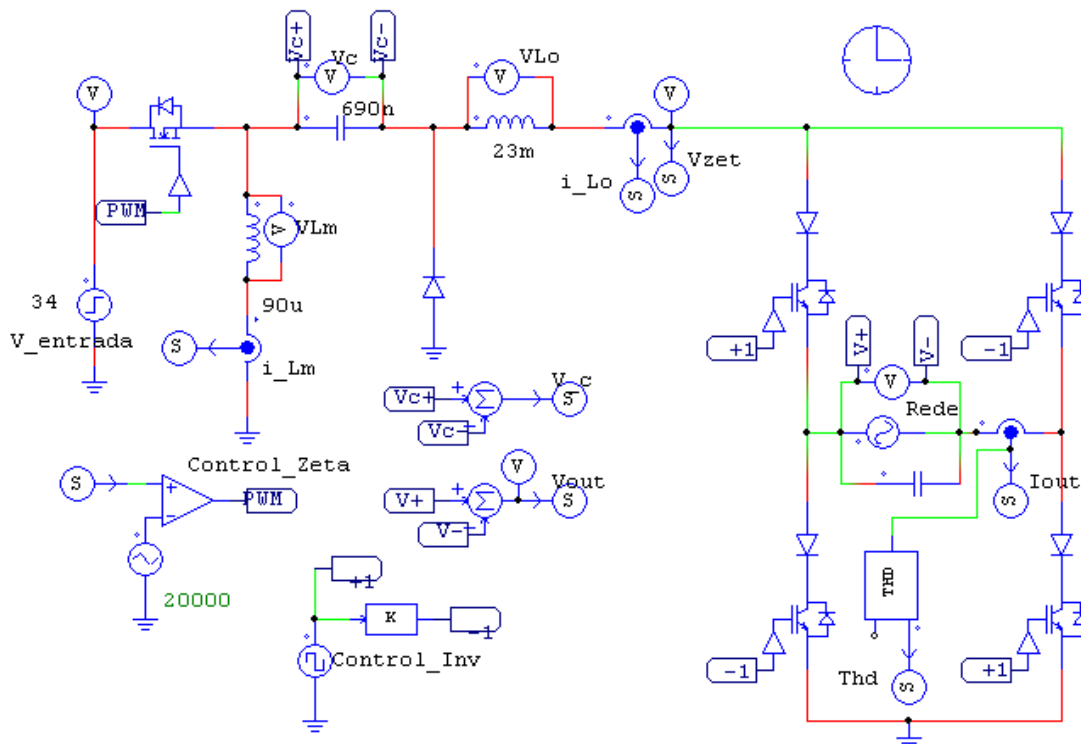 Vc+
Vc-
Vc
V
VLo
V
V
V
690n
23m
i_Lo
S
S
Vzet
PWM
V
VLm
34
V_entrada
90u
S
i_Lm
+1
-1
V+
V-
V
Rede
Vc+
+
Σ
V_c
S
Vc-
-
Control_Zeta
S
+
-
PWM
V
Vout
V+
+
Σ
S
V-
-
Iout
S
20000
+1
K
-1
Control_Inv
THD
-1
+1
Thd
S